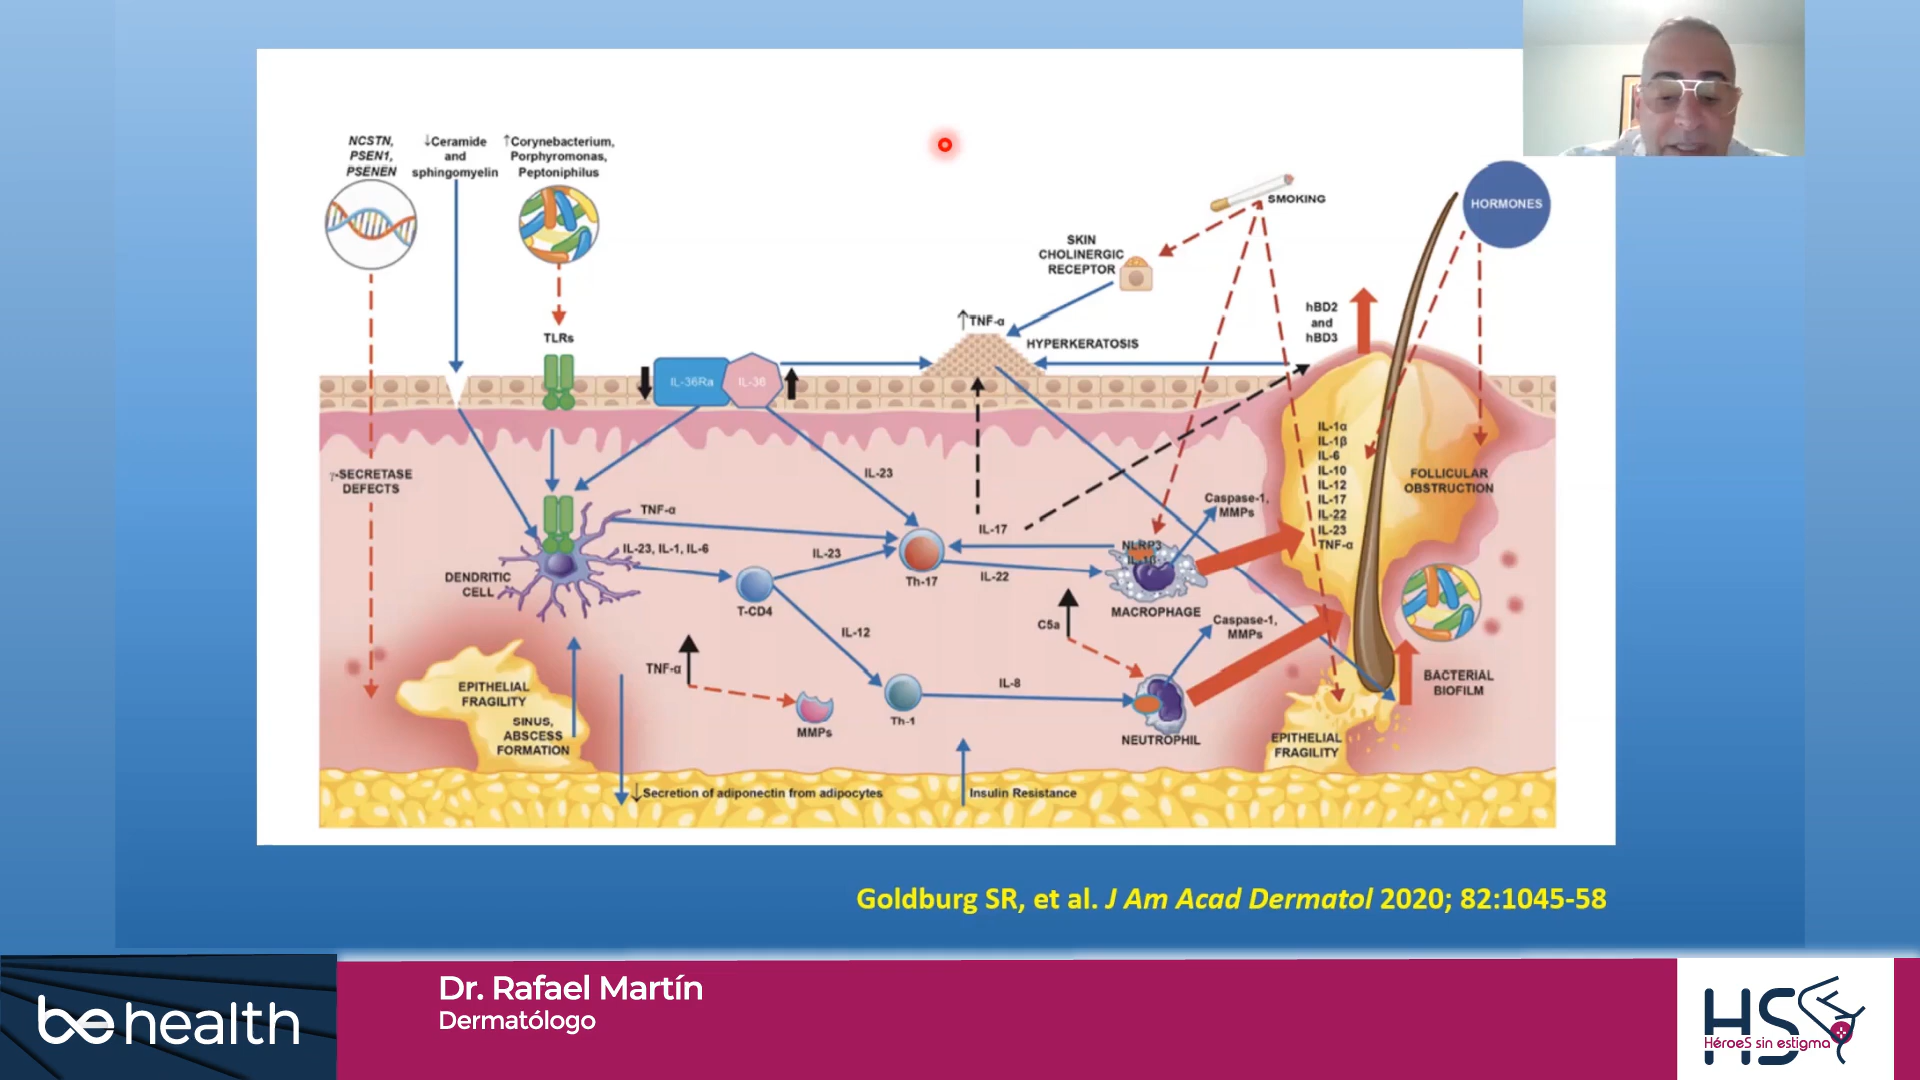 NCSTN,
PSEN1,
PSENEN
↓Ceramide
and
sphingomyelin
↑Corynebacterium,
Porphyromonas,
Peptoniphilus
SMOKING
HORMONES
SKIN
CHOLINERGIC
RECEPTOR
TLRs
↑TNF-α
HYPERKERATOSIS
hBD2
and
hBD3
IL-36Ra
IL-36
γ-SECRETASE
DEFECTS
IL-23
TNF-α
IL-23, IL-1, IL-6
IL-23
IL-17
IL-22
Th-17
Caspase-1,
MMPs
NLRP3
IL-1β
MACROPHAGE
IL-1α
IL-1β
IL-6
IL-10
IL-12
IL-17
IL-22
IL-23
TNF-α
FOLLICULAR
OBSTRUCTION
DENDRITIC
CELL
T-CD4
IL-12
C5a
Caspase-1,
MMPs
TNF-α
MMPs
Th-1
IL-8
NEUTROPHIL
BACTERIAL
BIOFILM
EPITHELIAL
FRAGILITY
SINUS,
ABSCESS
FORMATION
EPITHELIAL
FRAGILITY
↓Secretion of adiponectin from adipocytes
Insulin Resistance
Goldburg SR, et al. J Am Acad Dermatol 2020; 82:1045-58
be health
Dr. Rafael Martín
Dermatólogo
HS
HéroeS sin estigma